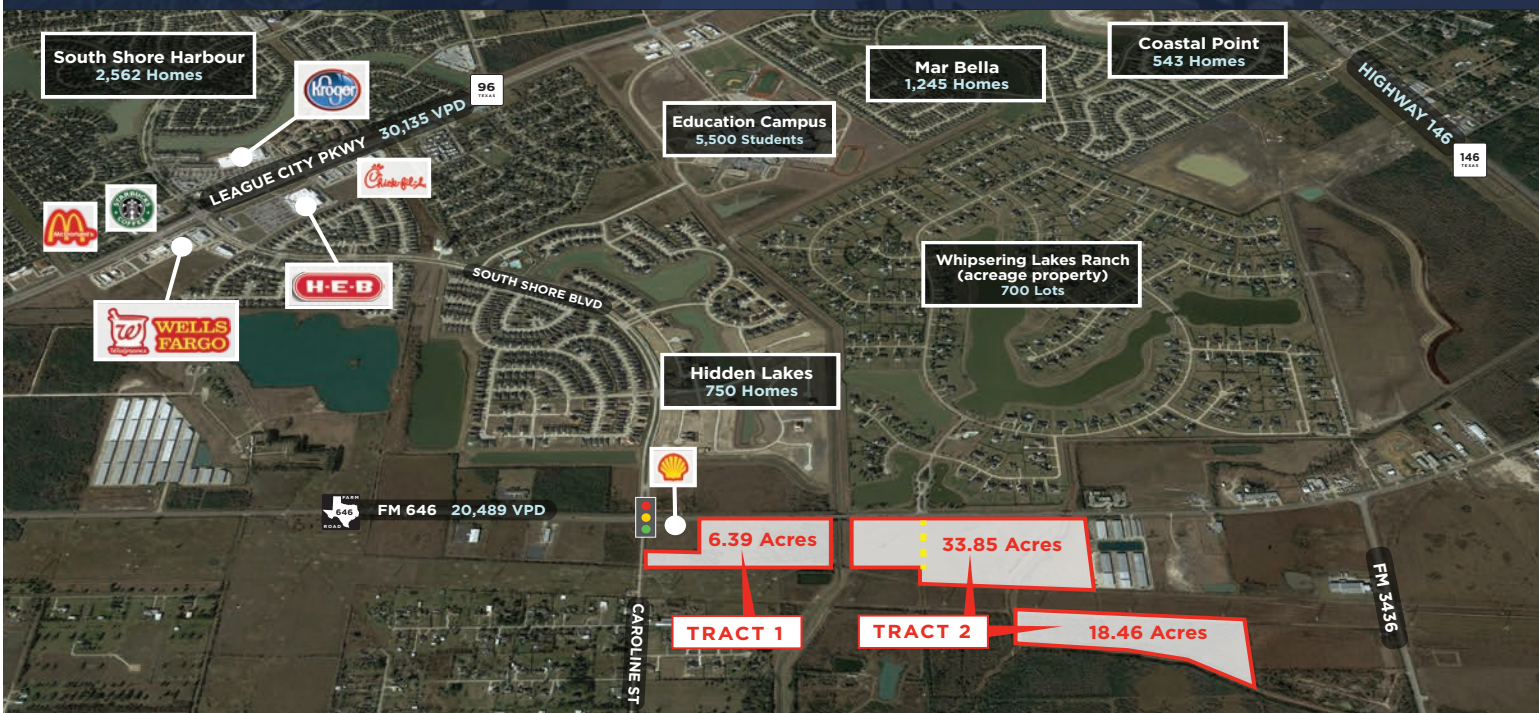 South Shore Harbour
2,562 Homes
Kroger
LEAGUE CITY PKWY 30,135 VPD
96
TEXAS
Mar Bella
1,245 Homes
Coastal Point
543 Homes
HIGHWAY 146
146
TEXAS
Education Campus
5,500 Students
Chick-fil-A
STARBUCKS
COFFEE
McDonald's
H-E-B
Walgreens
WELLS
FARGO
SOUTH SHORE BLVD
Whipsering Lakes Ranch
(acreage property)
700 Lots
Hidden Lakes
750 Homes
FARM
646
ROAD
FM 646 20,489 VPD
6.39 Acres
33.85 Acres
TRACT 1
TRACT 2
18.46 Acres
CAROLINE ST
FM 3436